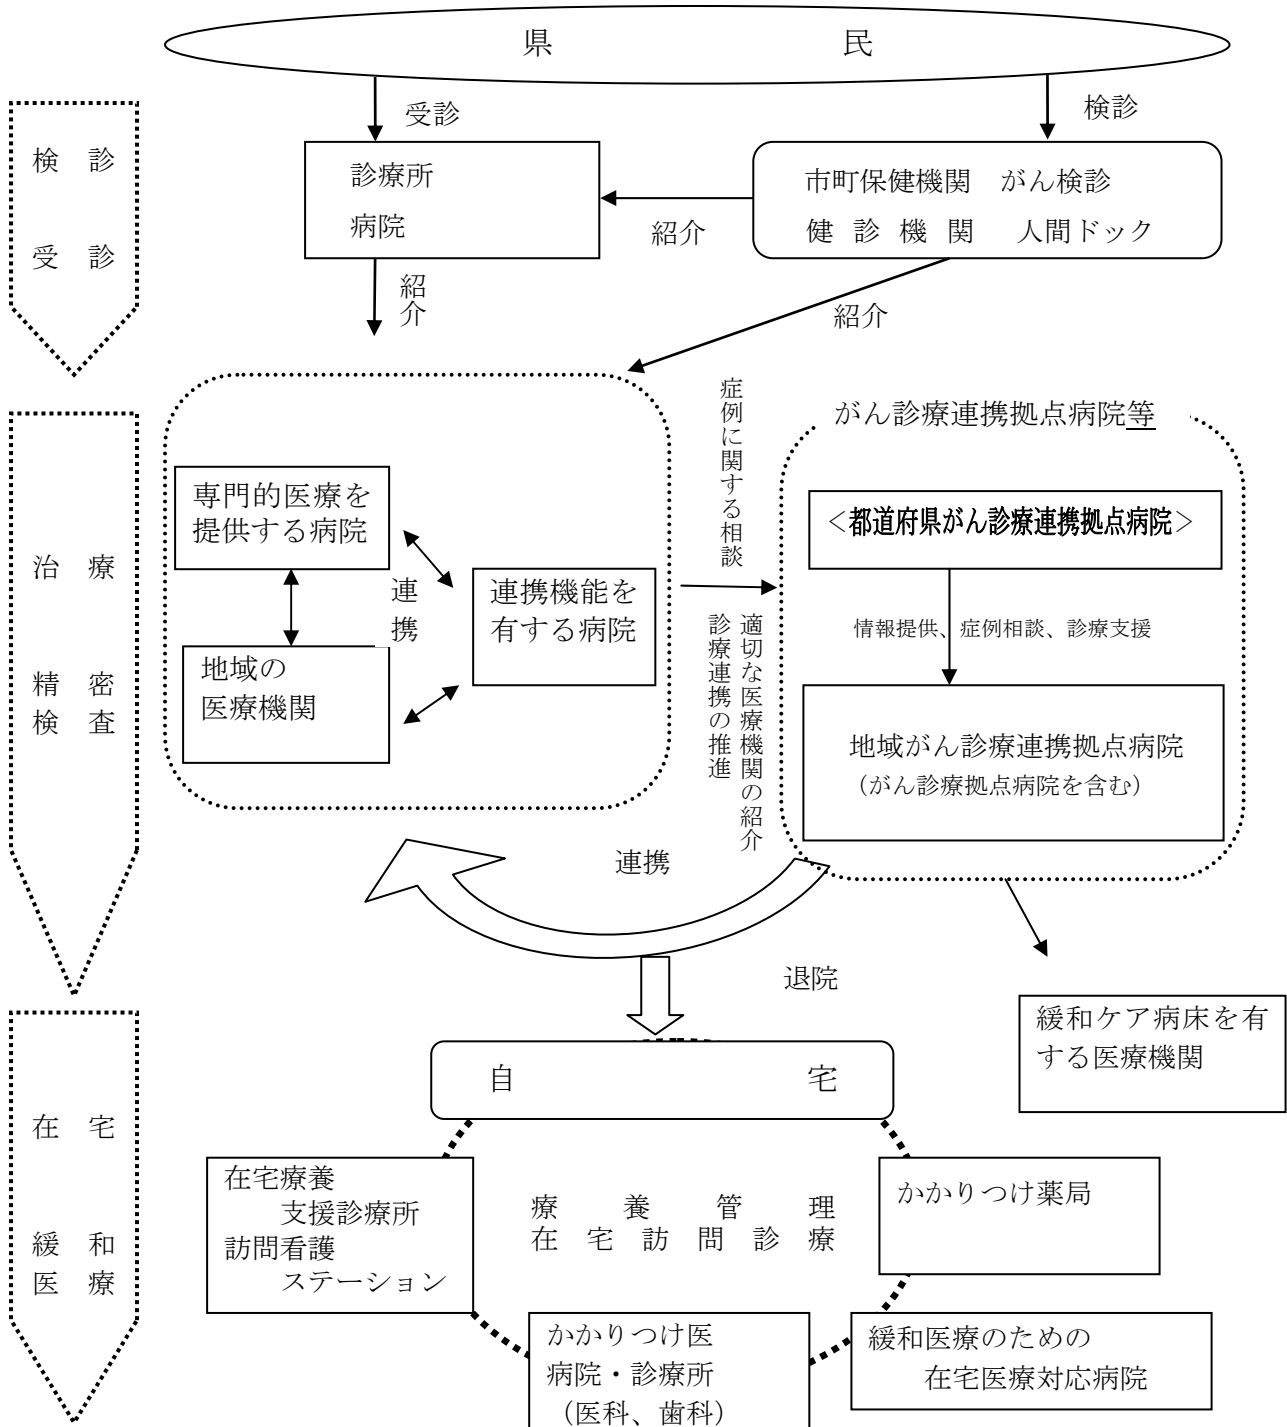 県 民
受診
検診
検 診
受 診
診療所
病院
市町保健機関 がん検診
健 診 機 関 人間ドック
紹介
紹介
紹介
症例に関する相談
がん診療連携拠点病院等
専門的医療を
提供する病院
<都道府県がん診療連携拠点病院>
治 療
精 密
検 査
連携
連携機能を
有する病院
情報提供、症例相談、診療支援
地域の
医療機関
適切な医療機関の紹介
診療連携の推進
地域がん診療連携拠点病院
(がん診療拠点病院を含む)
連携
退院
緩和ケア病床を有
する医療機関
自 宅
在 宅
緩 和
医 療
在宅療養
支援診療所
訪問看護
ステーション
療 養 管 理
在 宅 訪 問 診 療
かかりつけ薬局
かかりつけ医
病院・診療所
(医科、歯科)
緩和医療のための
在宅医療対応病院